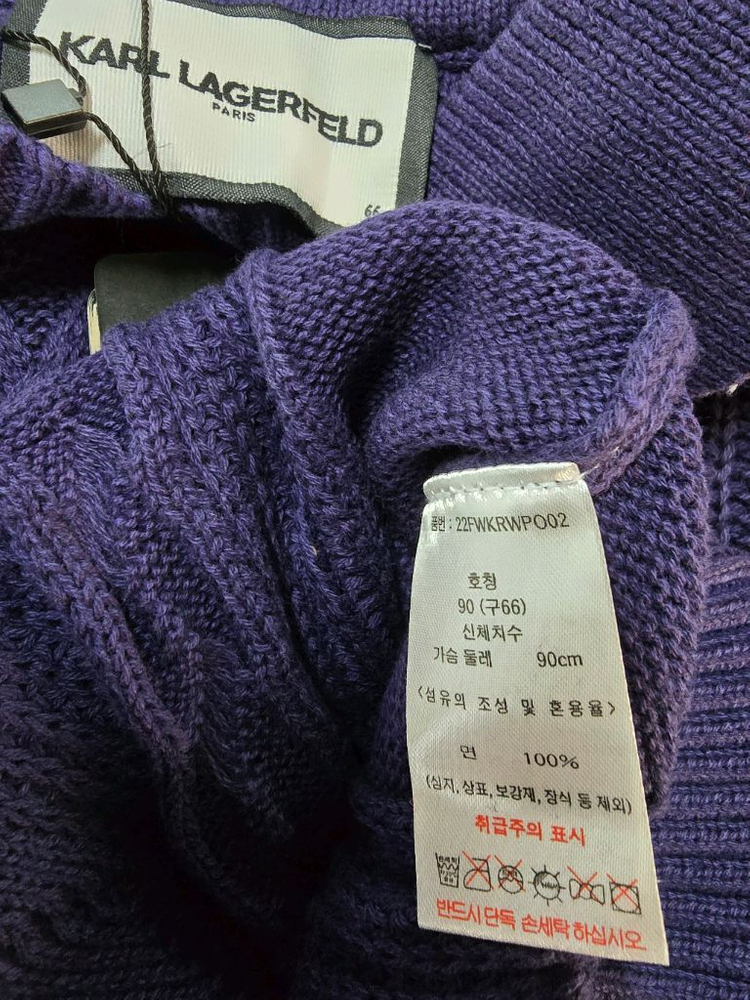 KARL LAGERFELD
PARIS
66
품번: 22FWKRWPO02
호칭
90 (구66)
신체치수
가슴 둘레 90cm
<섬유의 조성 및 혼용율>
면 100%
(심지, 상표, 보강재, 장식 등 제외)
취급주의 표시
반드시 단독 손세탁 하십시오.